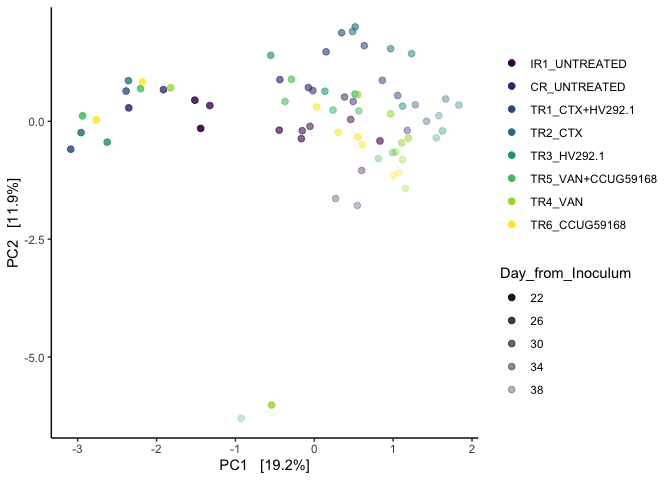 0.0
-2.5
-5.0
PC2 [11.9%]
-3
-2
-1
0
1
2
PC1 [19.2%]
IR1_UNTREATED
CR_UNTREATED
TR1_CTX+HV292.1
TR2_CTX
TR3_HV292.1
TR5_VAN+CCUG59168
TR4_VAN
TR6_CCUG59168
Day_from_Inoculum
22
26
30
34
38